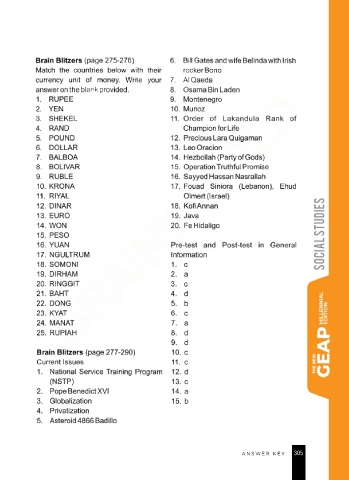 Brain Blitzers (page 275-276)
Match the countries below with their
currency unit of money. Write your
answer on the blank provided.
1. RUPEE
2. YEN
3. SHEKEL
4. RAND
5. POUND
6. DOLLAR
7. BALBOA
8. BOLIVAR
9. RUBLE
10. KRONA
11. RIYAL
12. DINAR
13. EURO
14. WON
15. PESO
16. YUAN
17. NGULTRUM
18. SOMONI
19. DIRHAM
20. RINGGIT
21. BAHT
22. DONG
23. KYAT
24. MANAT
25. RUPIAH
Brain Blitzers (page 277-290)
Current Issues
1. National Service Training Program
(NSTP)
2. Pope Benedict XVI
3. Globalization
4. Privatization
5. Asteroid 4866 Badillo
6. Bill Gates and wife Belinda with Irish
rocker Bono
7. Al Qaeda
8. Osama Bin Laden
9. Montenegro
10. Munoz
11. Order of Lakandula Rank of
Champion for Life
12. Precious Lara Quigaman
13. Leo Oracion
14. Hezbollah (Party of Gods)
15. Operation Truthful Promise
16. Sayyed Hassan Nasrallah
17. Fouad Siniora (Lebanon), Ehud
Olmert (Israel)
18. Kofi Annan
19. Java
20. Fe Hidalgo
Pre-test and Post-test in General
Information
1. c
2. a
3. c
4. d
5. b
6. c
7. a
8. d
9. d
10. c
11. c
12. d
13. c
14. a
15. b
SOCIAL STUDIES
THE NEW
GEAP MILLENNIAL
EDITION
ANSWER KEY 305